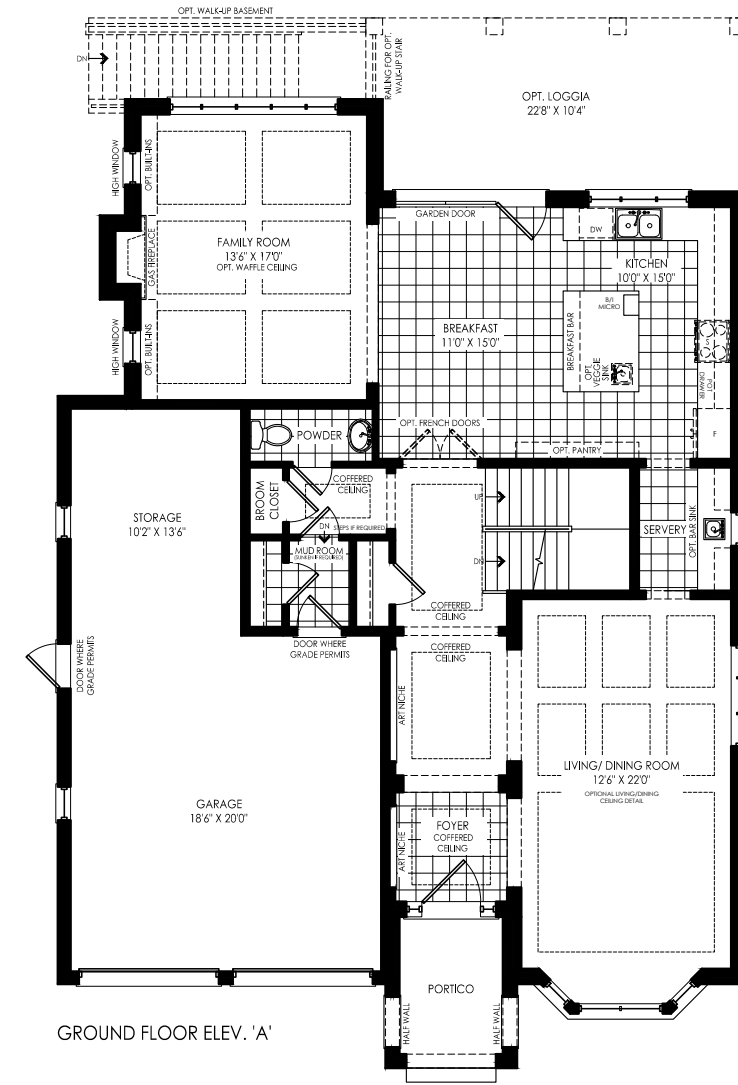 OPT. WALK-UP BASEMENT
DN
RAILING FOR OPT.
WALK-UP STAIR
OPT. LOGGIA
22'8" X 10'4"
HIGH WINDOW
OPT. BUILT-INS
GARDEN DOOR
DW
GAS FIREPLACE
FAMILY ROOM
13'6" X 17'0"
OPT. WAFFLE CEILING
KITCHEN
10'0" X 15'0"
B/I
MICRO
BREAKFAST
11'0" X 15'0"
BREAKFAST BAR
OPT.
VEGGIE
SINK
S
POT
DRAWER
HIGH WINDOW
OPT. BUILT-INS
OPT. FRENCH DOORS
POWDER
F
OPT. PANTRY
BROOM
CLOSET
COFFERED
CEILING
UP
STORAGE
10'2" X 13'6"
DN
STEPS IF REQUIRED
SERVERY
OPT. BAR SINK
MUD ROOM
(SUNKEN IF REQUIRED)
DN
COFFERED
CEILING
DOOR WHERE
GRADE PERMITS
DOOR WHERE
GRADE PERMITS
COFFERED
CEILING
ART NICHE
LIVING/ DINING ROOM
12'6" X 22'0"
OPTIONAL LIVING/DINING
CEILING DETAIL
GARAGE
18'6" X 20'0"
ART NICHE
FOYER
COFFERED
CEILING
PORTICO
HALF WALL
HALF WALL
GROUND FLOOR ELEV. 'A'